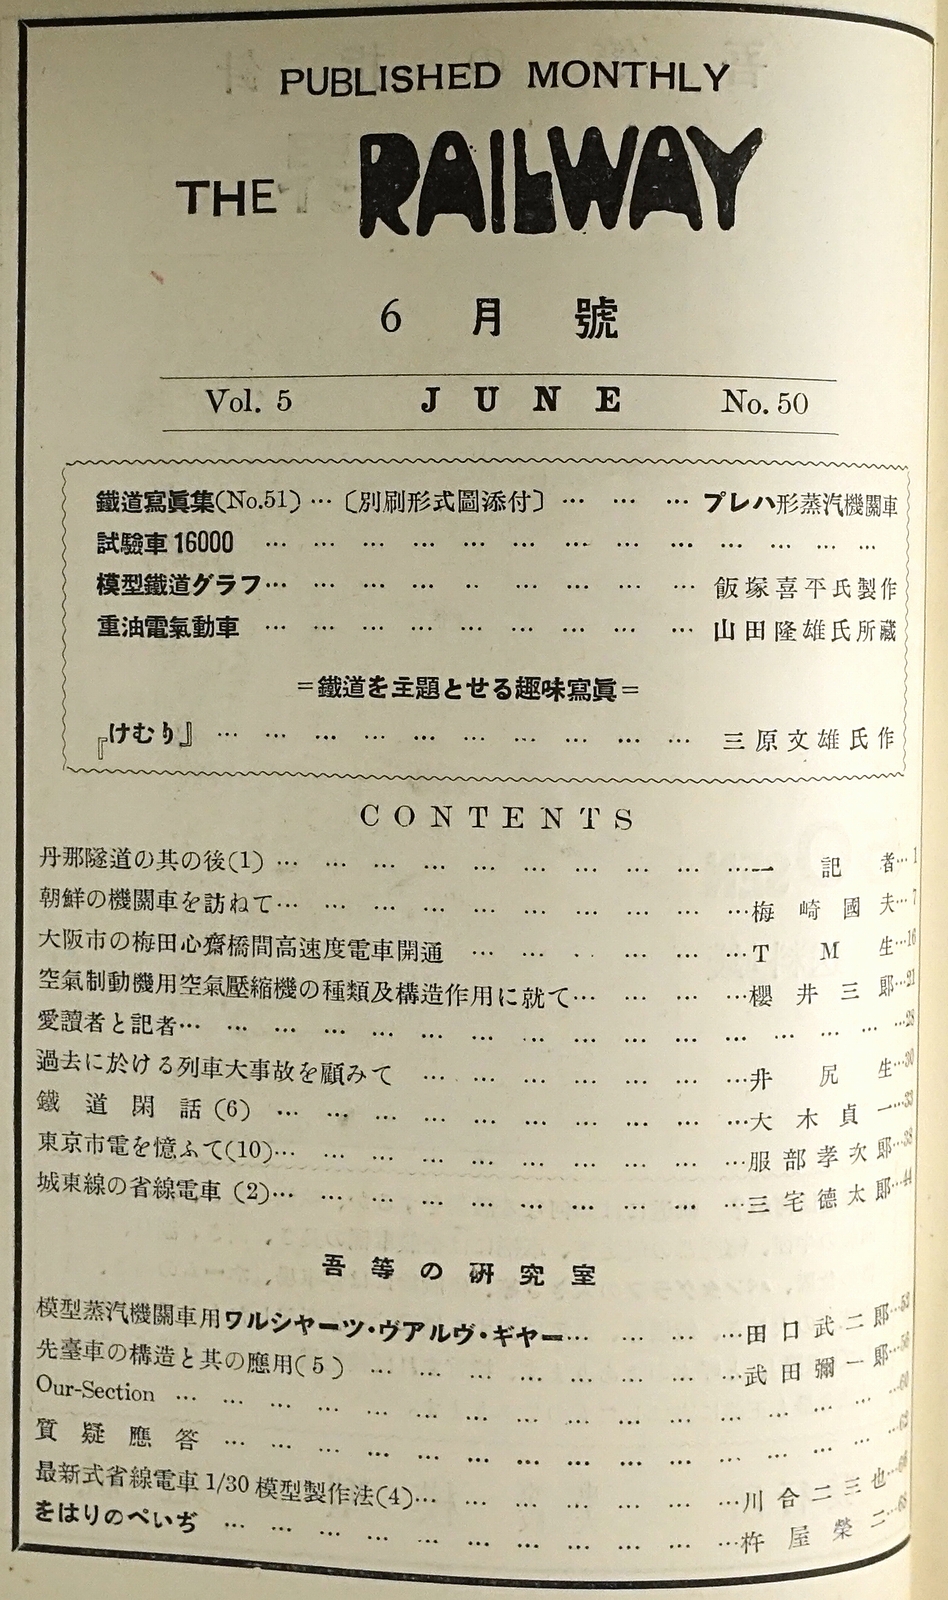 PUBLISHED MONTHLY
THE RAILWAY
6月號
Vol. 5 JUNE No. 50
鐵道寫眞集(No.51) … 〔別刷形式圖添付〕 … … … プレハ形蒸汽機關車
試驗車16000 … … … … … … … … … … … … …
模型鐵道グラフ… … … … … … … … … 飯塚喜平氏製作
重油電氣動車 … … … … … … … … … 山田隆雄氏所藏
=鐵道を主題とせる趣味寫眞=
『けむり』 … … … … … … … … … … 三原文雄氏作
CONTENTS
丹那隧道の其の後(1) … … … … … … … … … …一記者…1
朝鮮の機關車を訪ねて… … … … … … … … … …梅崎國夫…7
大阪市の梅田心齋橋間高速度電車開通 … … … … … …T M 生…16
空氣制動機用空氣壓縮機の種類及構造作用に就て… … … …櫻井三郎…21
愛讀者と記者… … … … … … … … … … … … … … …28
過去に於ける列車大事故を顧みて … … … … … … …井尻生…30
鐵道閑話(6) … … … … … … … … … …大木貞一…33
東京市電を憶ふて(10)… … … … … … … … … …服部孝次郎…38
城東線の省線電車 (2)… … … … … … … … … …三宅德太郎…44
吾等の硏究室
模型蒸汽機關車用ワルシャーツ・ヴアルヴ・ギヤー… … … …田口武二郎…53
先臺車の構造と其の應用(5) … … … … … … … …武田彌一郎…56
Our-Section … … … … … … … … … … … … … … …60
質疑應答 … … … … … … … … … … … … … …62
最新式省線電車1/30模型製作法(4)… … … … … … …川合二三也…66
をはりのぺいぢ … … … … … … … … … … …杵屋榮二…68